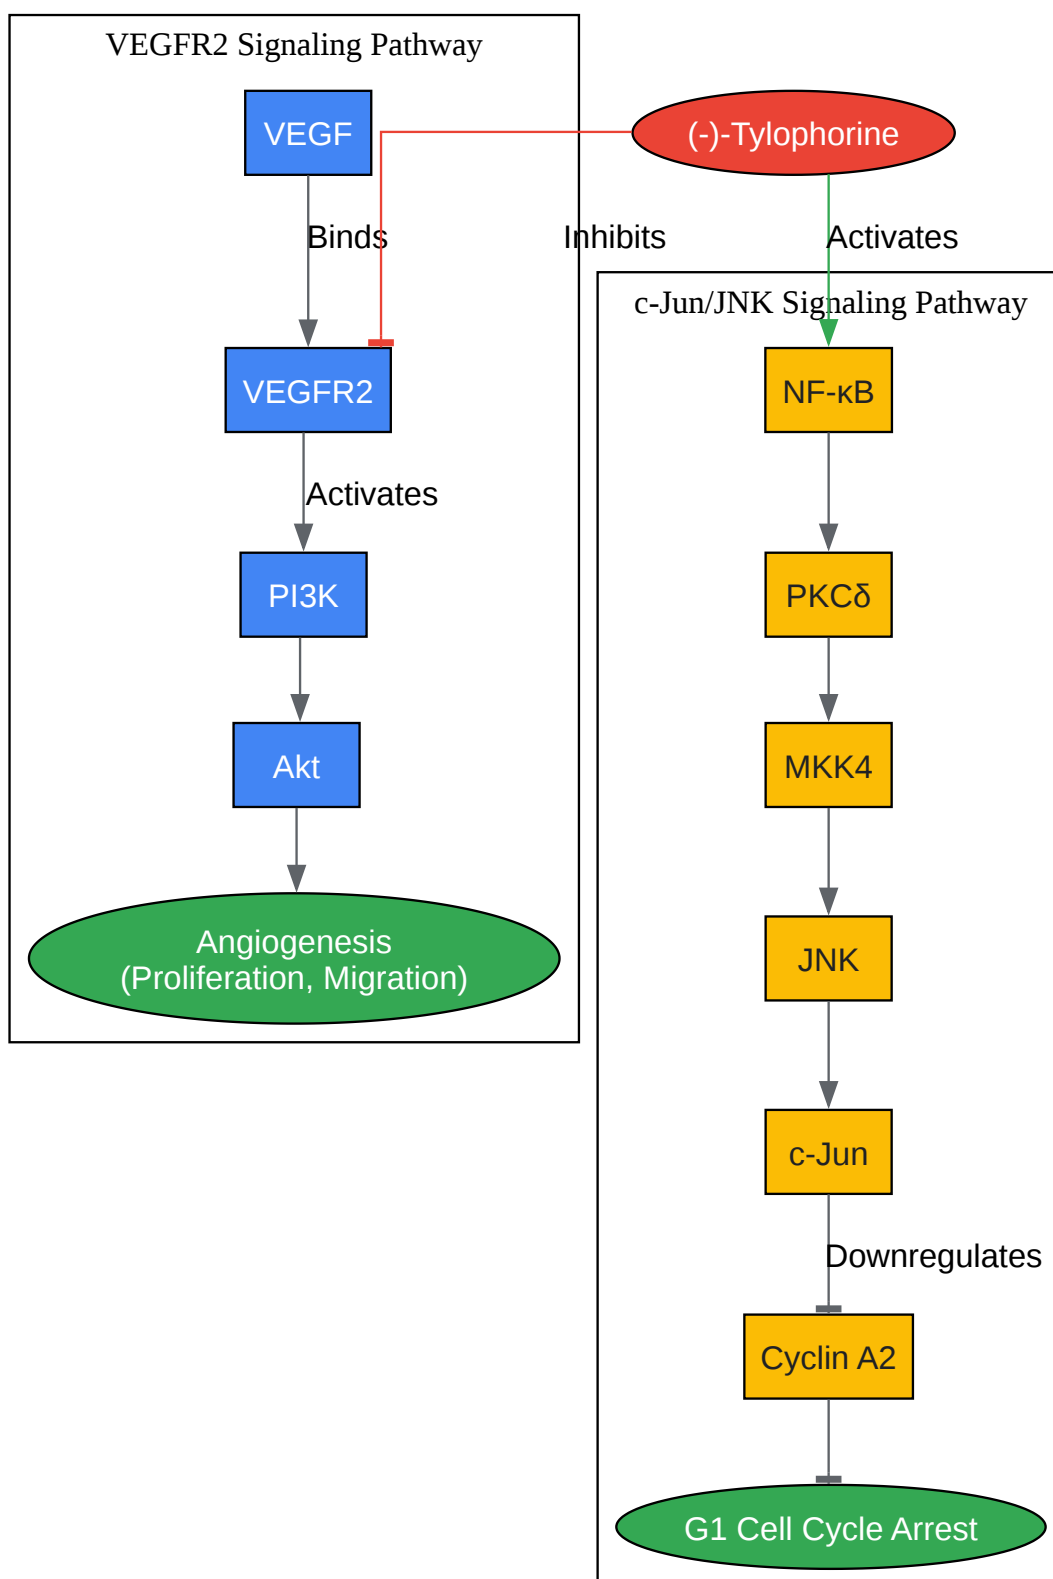 VEGFR2 Signaling Pathway
VEGF
(-)-Tylophorine
Binds
Inhibits
Activates
c-Jun/JNK Signaling Pathway
VEGFR2
NF-κB
Activates
PI3K
PKCδ
Akt
MKK4
Angiogenesis
(Proliferation, Migration)
JNK
c-Jun
Downregulates
Cyclin A2
G1 Cell Cycle Arrest